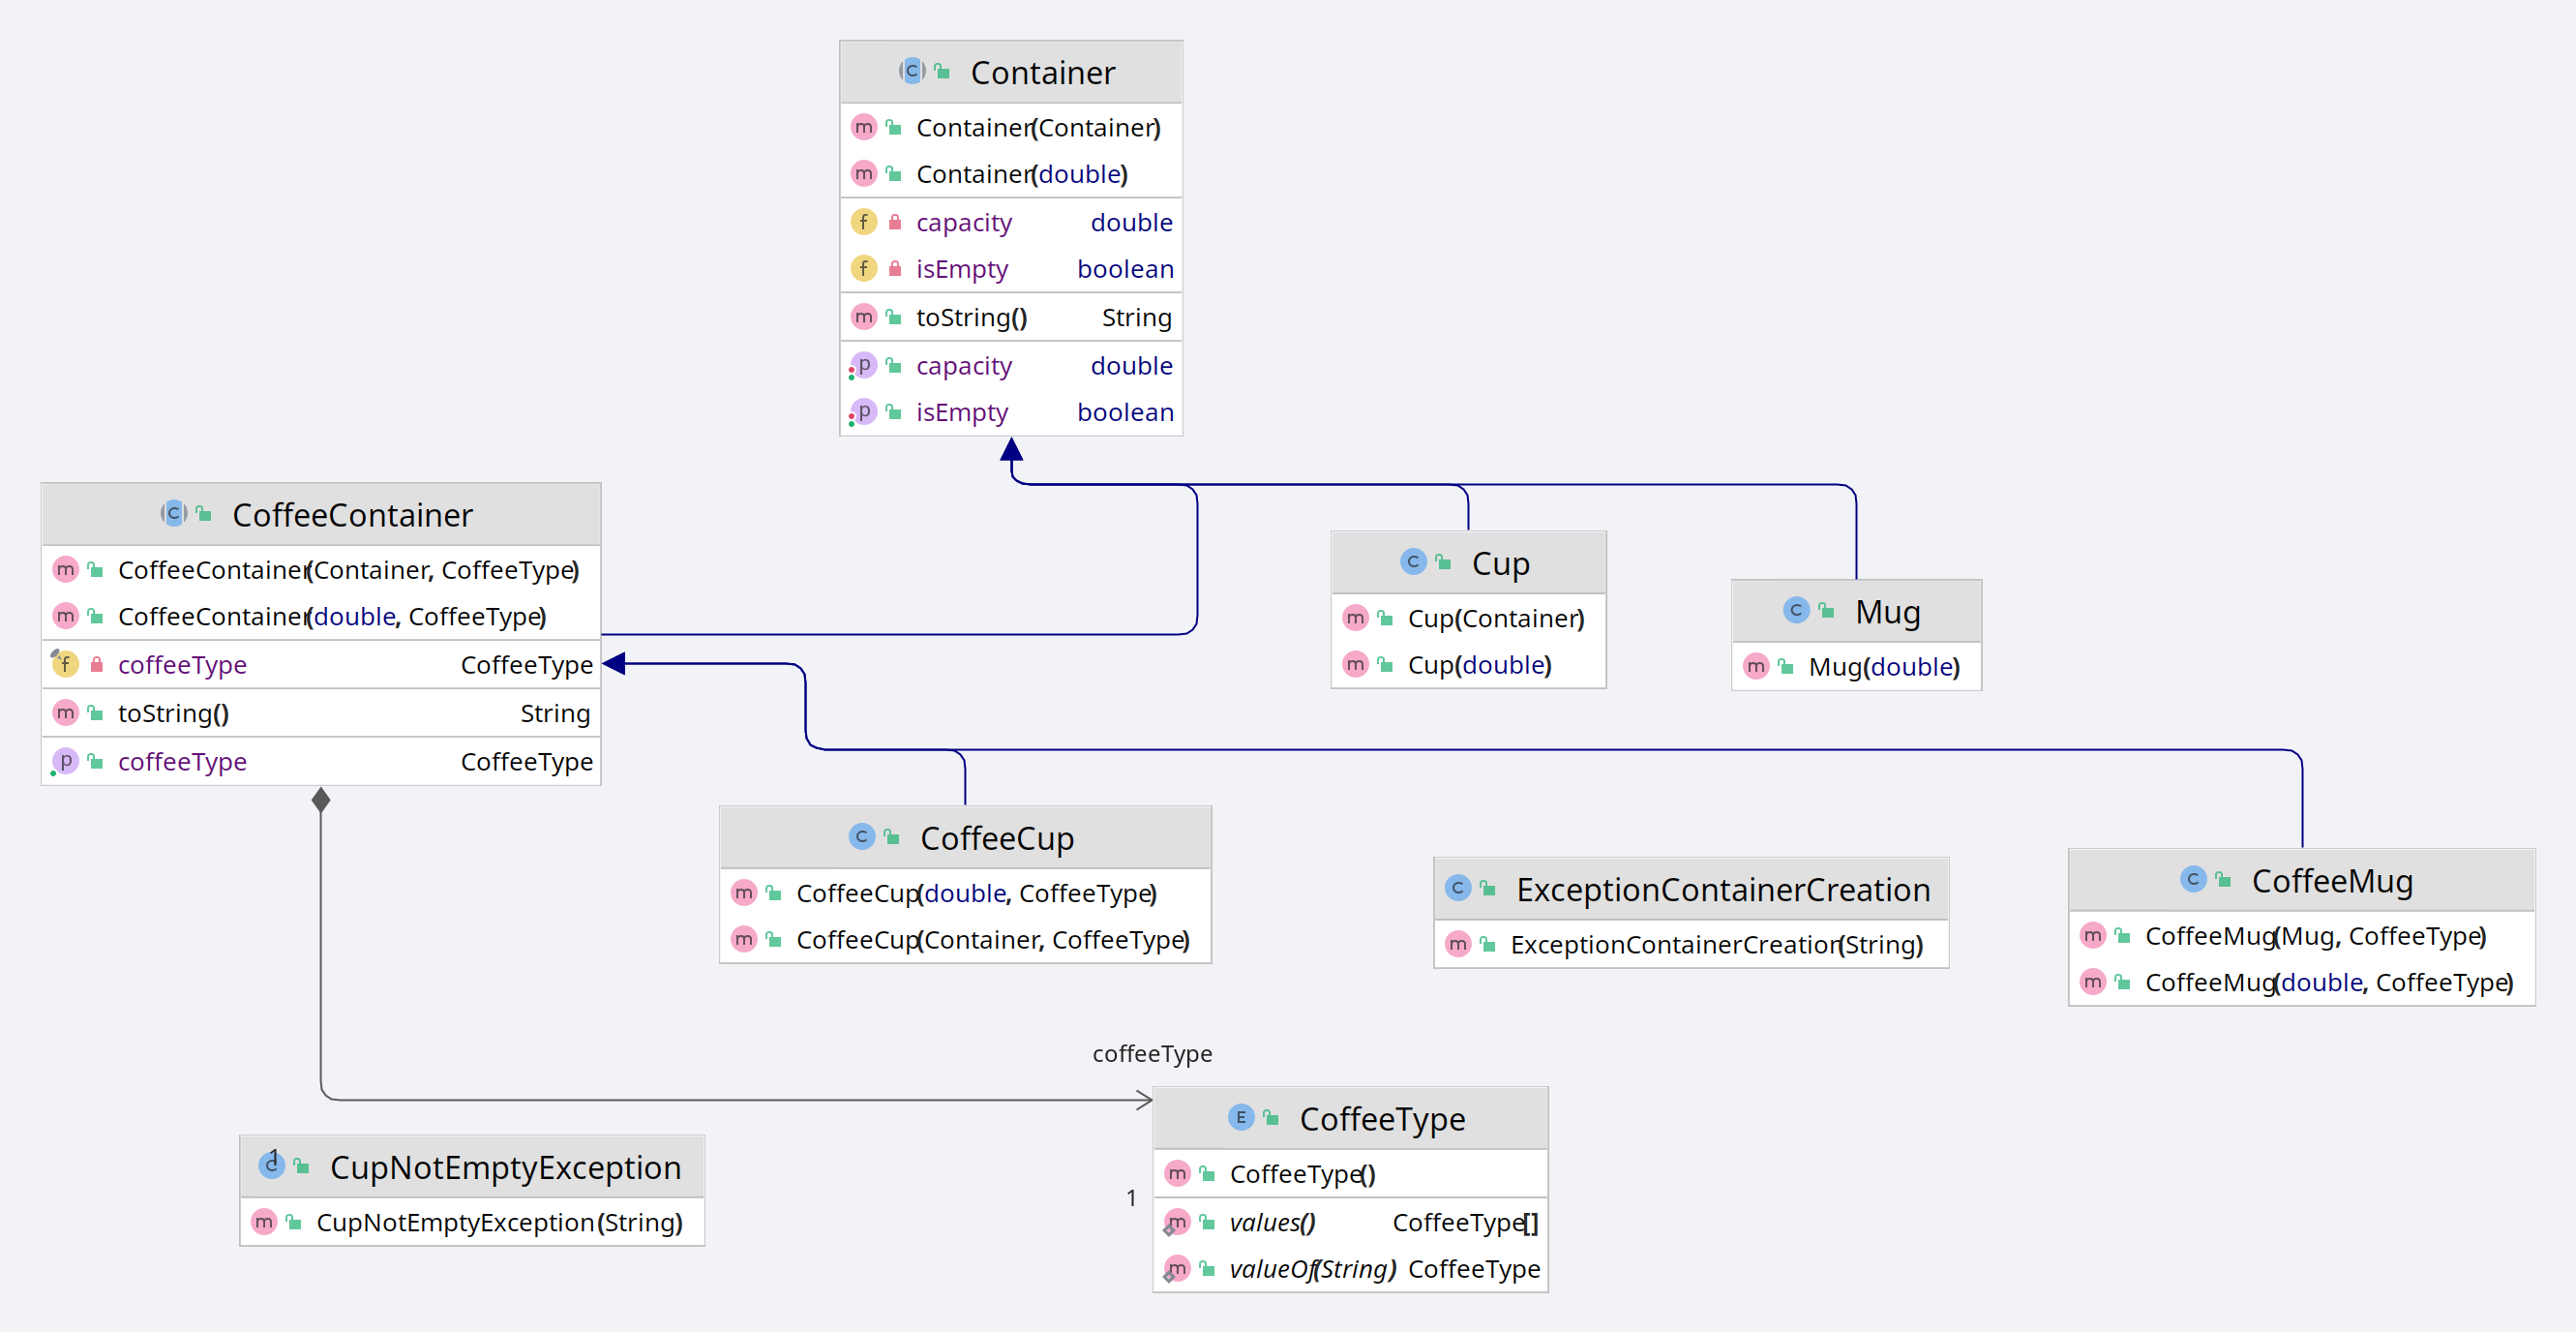 Container
Container(Container)
Container(double)
capacity double
isEmpty boolean
toString() String
capacity double
isEmpty boolean
CoffeeContainer
CoffeeContainer(Container, CoffeeType)
CoffeeContainer(double, CoffeeType)
coffeeType CoffeeType
toString() String
coffeeType CoffeeType
Cup
Cup(Container)
Cup(double)
Mug
Mug(double)
CoffeeCup
CoffeeCup(double, CoffeeType)
CoffeeCup(Container, CoffeeType)
ExceptionContainerCreation
ExceptionContainerCreation(String)
CoffeeMug
CoffeeMug(Mug, CoffeeType)
CoffeeMug(double, CoffeeType)
coffeeType
1
CupNotEmptyException
CupNotEmptyException(String)
1
CoffeeType
CoffeeType()
values() CoffeeType[]
valueOf(String) CoffeeType